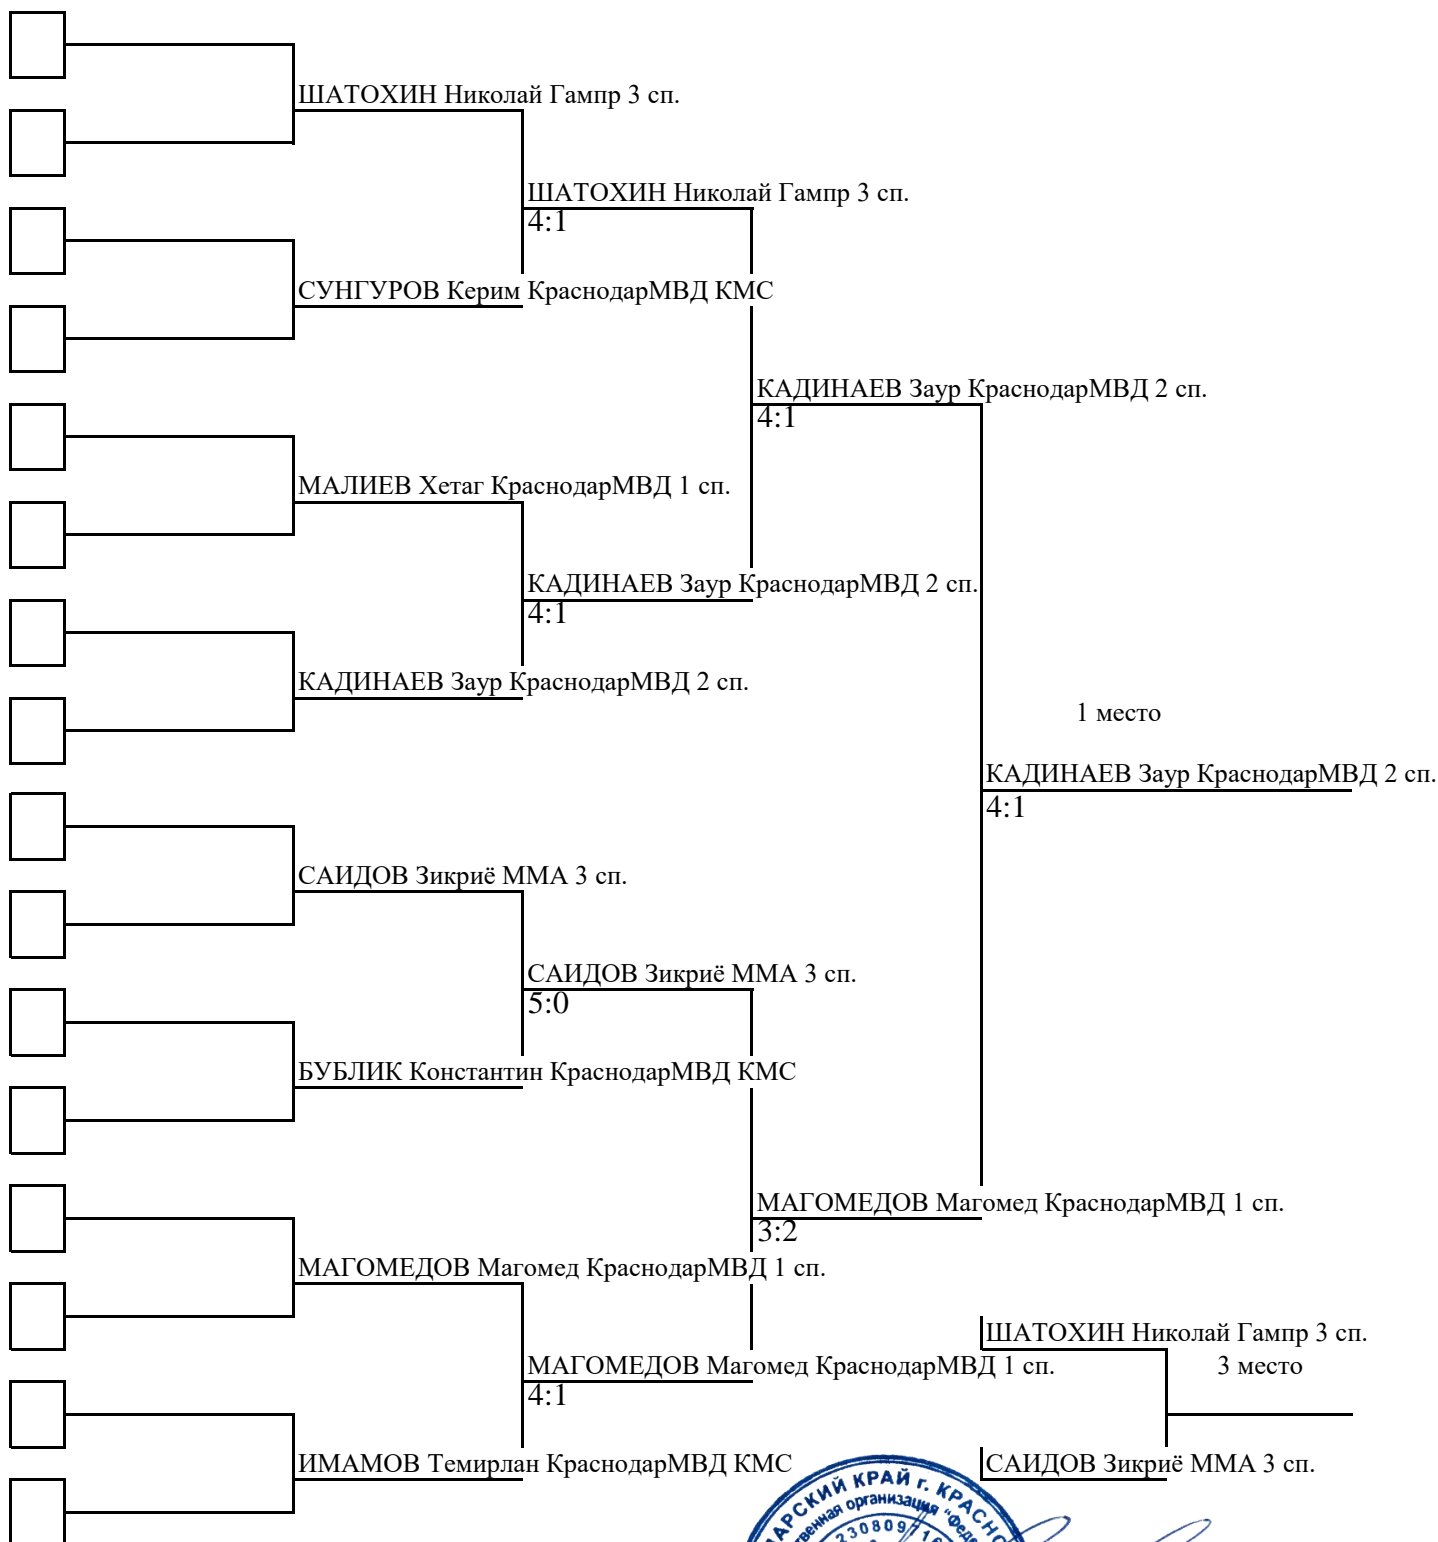 ШАТОХИН Николай Гампр 3 сп.
ШАТОХИН Николай Гампр 3 сп.
4:1
СУНГУРОВ Керим КраснодарМВД КМС
КАДИНАЕВ Заур КраснодарМВД 2 сп.
4:1
МАЛИЕВ Хетаг КраснодарМВД 1 сп.
КАДИНАЕВ Заур КраснодарМВД 2 сп.
4:1
КАДИНАЕВ Заур КраснодарМВД 2 сп.
1 место
КАДИНАЕВ Заур КраснодарМВД 2 сп.
4:1
САИДОВ Зикриё ММА 3 сп.
САИДОВ Зикриё ММА 3 сп.
5:0
БУБЛИК Константин КраснодарМВД КМС
МАГОМЕДОВ Магомед КраснодарМВД 1 сп.
3:2
МАГОМЕДОВ Магомед КраснодарМВД 1 сп.
ШАТОХИН Николай Гампр 3 сп.
МАГОМЕДОВ Магомед КраснодарМВД 1 сп.
3 место
4:1
ИМАМОВ Темирлан КраснодарМВД КМС
САИДОВ Зикриё ММА 3 сп.
КРАЙ г.
организация